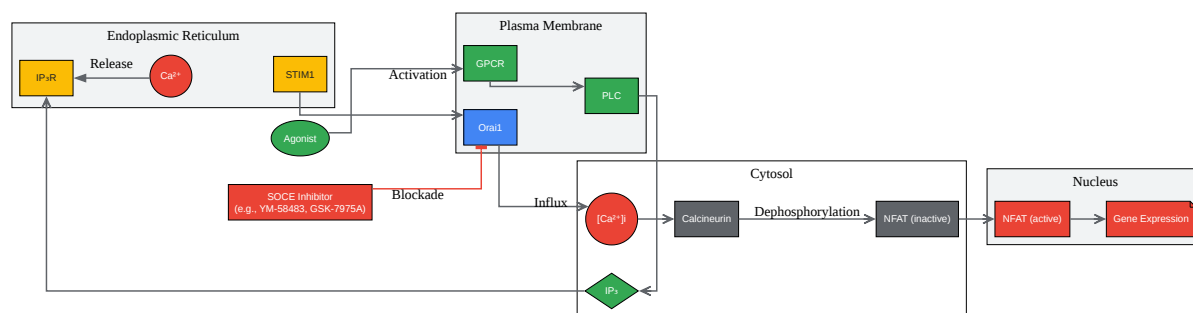 Endoplasmic Reticulum
IP₃R
Release
Ca²⁺
STIM1
Agonist
Activation
Plasma Membrane
GPCR
PLC
Orai1
SOCE Inhibitor
(e.g., YM-58483, GSK-7975A)
Blockade
Influx
Cytosol
[Ca²⁺]i
Calcineurin
Dephosphorylation
NFAT (inactive)
IP₃
Nucleus
NFAT (active)
Gene Expression